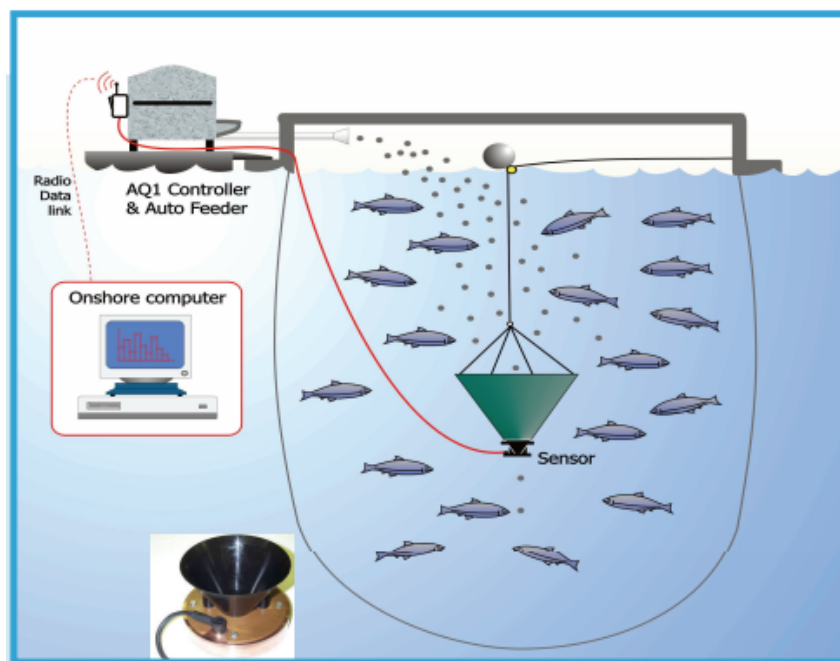 Radio
Data
link
AQ1 Controller
& Auto Feeder
Onshore computer
Sensor